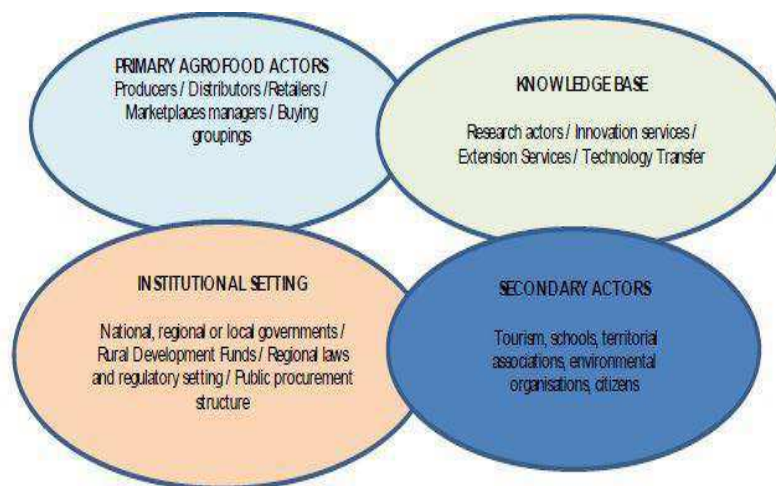 PRIMARY AGROFOOD ACTORS
Producers / Distributors /Retailers /
Marketplaces managers / Buying
groupings
KNOWLEDGE BASE
Research actors / Innovation services /
Extension Services / Technology Transfer
INSTITUTIONAL SETTING
National, regional or local governments /
Rural Development Funds / Regional laws
and regulatory setting / Public procurement
structure
SECONDARY ACTORS
Tourism, schools, territorial
associations, environmental
organisations, citizens